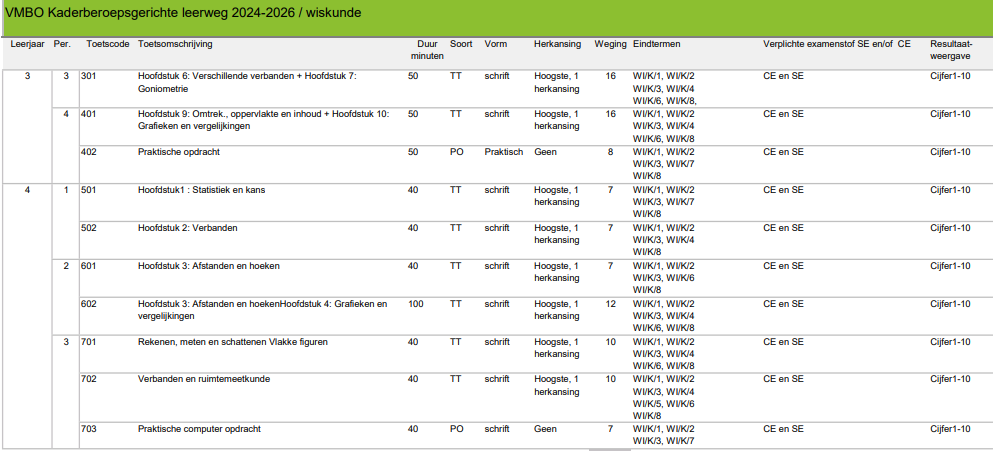 VMBO Kaderberoepsgerichte leerweg 2024-2026 / wiskunde
Leerjaar Per. Toetscode Toetsomschrijving Duur minuten Soort Vorm Herkansing Weging Eindtermen Verplichte examenstof SE en/of CE Resultaat-weergave
3 3 301 Hoofdstuk 6: Verschillende verbanden + Hoofdstuk 7: 50 TT schrift Hoogste, 1 16 WI/K/1, WI/K/2 CE en SE Cijfer1-10
Goniometrie herkansing WI/K/3, WI/K/4
WI/K/6, WI/K/8,
4 401 Hoofdstuk 9: Omtrek., oppervlakte en inhoud + Hoofdstuk 10: 50 TT schrift Hoogste, 1 16 WI/K/1, WI/K/2 CE en SE Cijfer1-10
Grafieken en vergelijkingen herkansing WI/K/3, WI/K/4
WI/K/6, WI/K/8
402 Praktische opdracht 50 PO Praktisch Geen 8 WI/K/1, WI/K/2 CE en SE Cijfer1-10
WI/K/3, WI/K/7
WI/K/8
4 1 501 Hoofdstuk1 : Statistiek en kans 40 TT schrift Hoogste, 1 7 WI/K/1, WI/K/2 CE en SE Cijfer1-10
herkansing WI/K/3, WI/K/7
WI/K/8
502 Hoofdstuk 2: Verbanden 40 TT schrift Hoogste, 1 7 WI/K/1, WI/K/2 CE en SE Cijfer1-10
herkansing WI/K/3, WI/K/4
WI/K/8
2 601 Hoofdstuk 3: Afstanden en hoeken 40 TT schrift Hoogste, 1 7 WI/K/1, WI/K/2 CE en SE Cijfer1-10
herkansing WI/K/3, WI/K/6
WI/K/8
602 Hoofdstuk 3: Afstanden en hoekenHoofdstuk 4: Grafieken en 100 TT schrift Hoogste, 1 12 WI/K/1, WI/K/2 CE en SE Cijfer1-10
vergelijkingen herkansing WI/K/3, WI/K/4
WI/K/6, WI/K/8
3 701 Rekenen, meten en schattenen Vlakke figuren 40 TT schrift Hoogste, 1 10 WI/K/1, WI/K/2 CE en SE Cijfer1-10
herkansing WI/K/3, WI/K/4
WI/K/6, WI/K/8
702 Verbanden en ruimtemeetkunde 40 TT schrift Hoogste, 1 10 WI/K/1, WI/K/2 CE en SE Cijfer1-10
herkansing WI/K/3, WI/K/4
WI/K/5, WI/K/6
WI/K/8
703 Praktische computer opdracht 40 PO schrift Geen 7 WI/K/1, WI/K/2 CE en SE Cijfer1-10
WI/K/3, WI/K/7